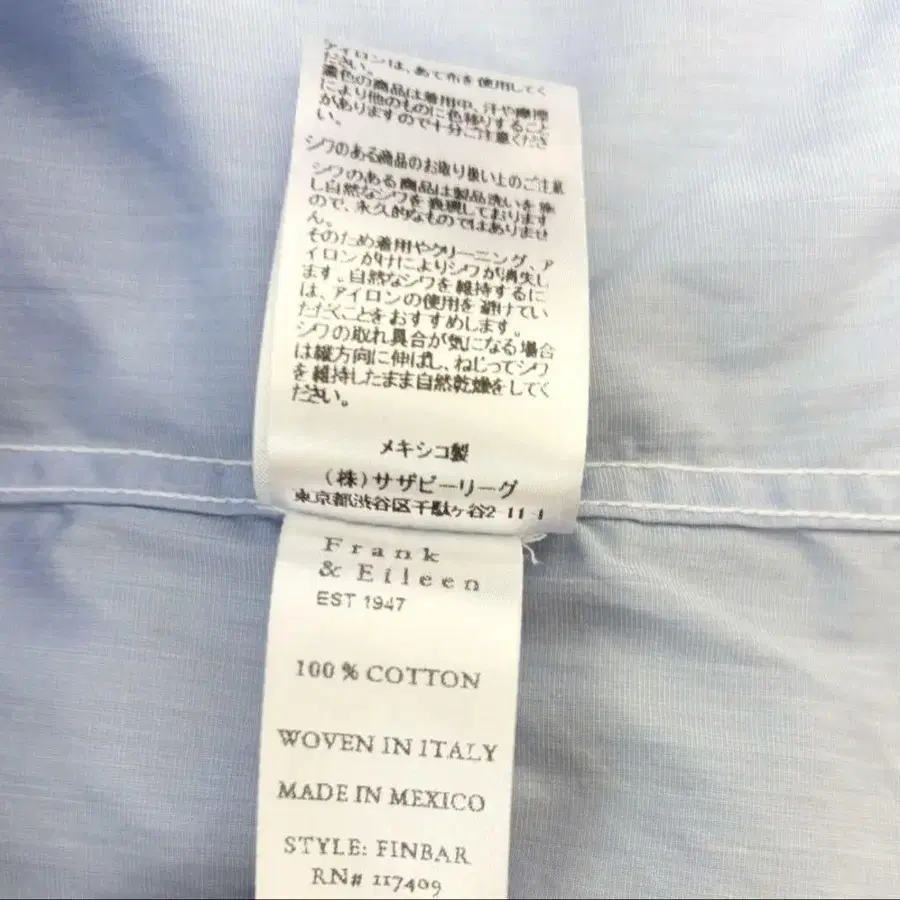 アイロンは、あて布を使用してく
ださい。
濃色の商品は着用中、汗や摩擦
により他のものに色移りすること
がありますので十分ご注意くださ
い。
シワのある商品のお取り扱い上のご注意
シワのある商品は製品洗いを施
し自然なシワを表現しております
ので、永久的なものではありませ
ん。
そのため着用やクリーニング、ア
イロンがけによりシワが消失し
ます。自然なシワを維持するに
は、アイロンの使用を避けてい
ただくことをおすすめします。
シワの取れ具合が気になる場合
は縦方向に伸ばし、ねじってシワ
を維持したまま自然乾燥をしてく
ださい。
メキシコ製
(株)サザビーリーグ
東京都渋谷区千駄ヶ谷2-11-1
Frank
& Eileen
EST 1947
100 % COTTON
WOVEN IN ITALY
MADE IN MEXICO
STYLE: FINBAR
RN# 117409